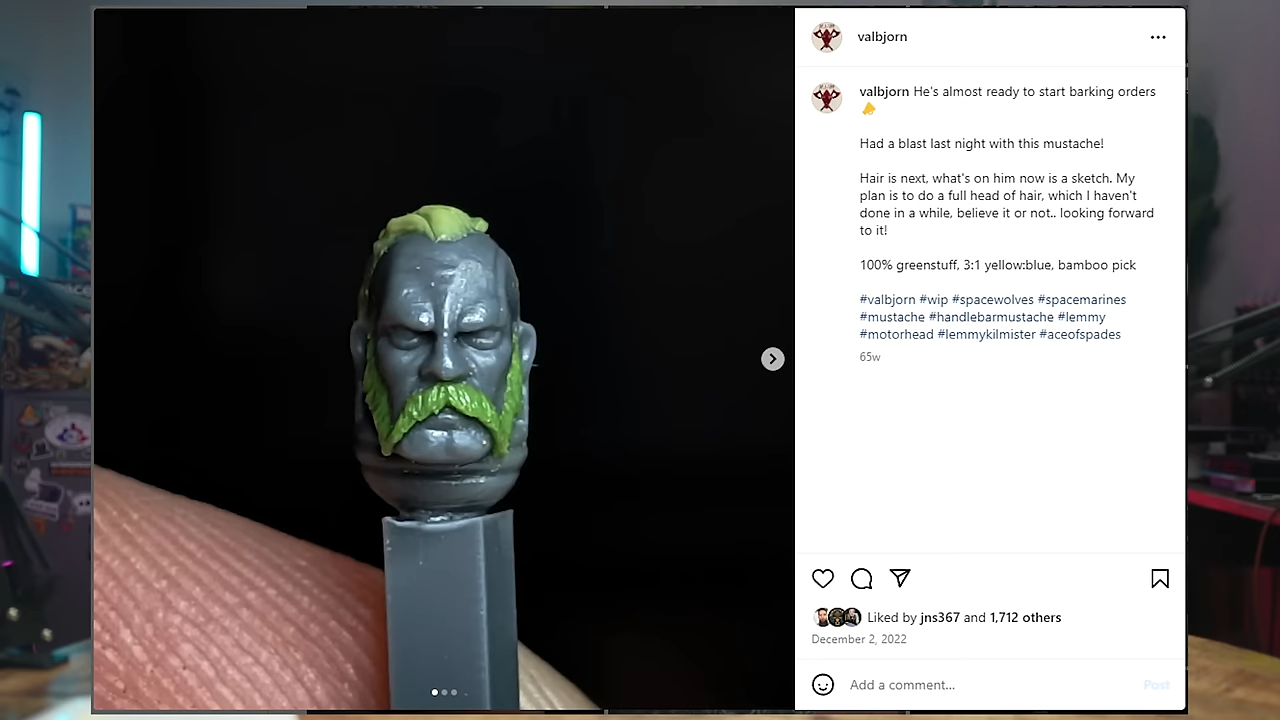 valbjorn
valbjorn He's almost ready to start barking orders
Had a blast last night with this mustache!
Hair is next, what's on him now is a sketch. My
plan is to do a full head of hair, which I haven't
done in a while, believe it or not.. looking forward
to it!
100% greenstuff, 3:1 yellow:blue, bamboo pick
#valbjorn #wip #spacewolves #spacemarines
#mustache #handlebarmustache #lemmy
#motorhead #lemmykilmister #aceofspades
65w
Liked by jns367 and 1,712 others
December 2, 2022
Add a comment...
Post